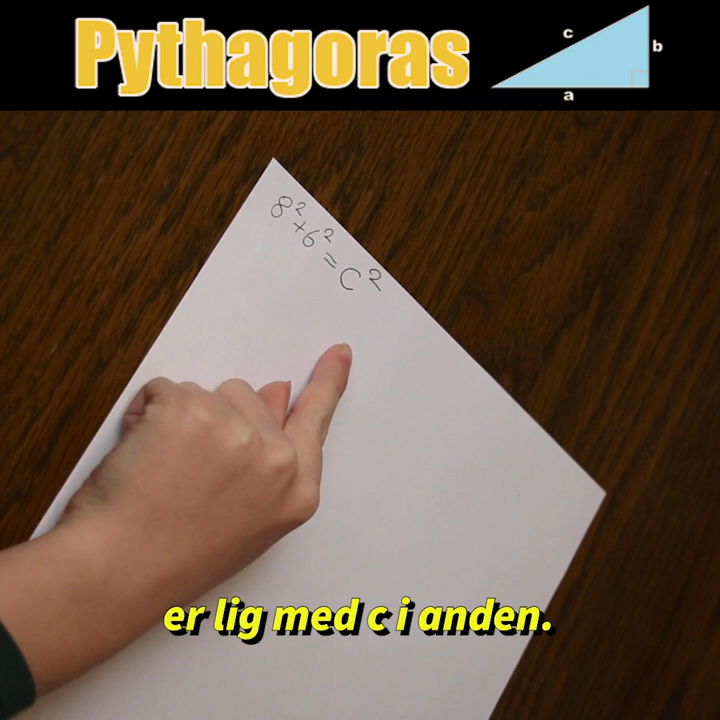 Pythagoras
c
b
a
8² + 6² = C²
er lig med c i anden.